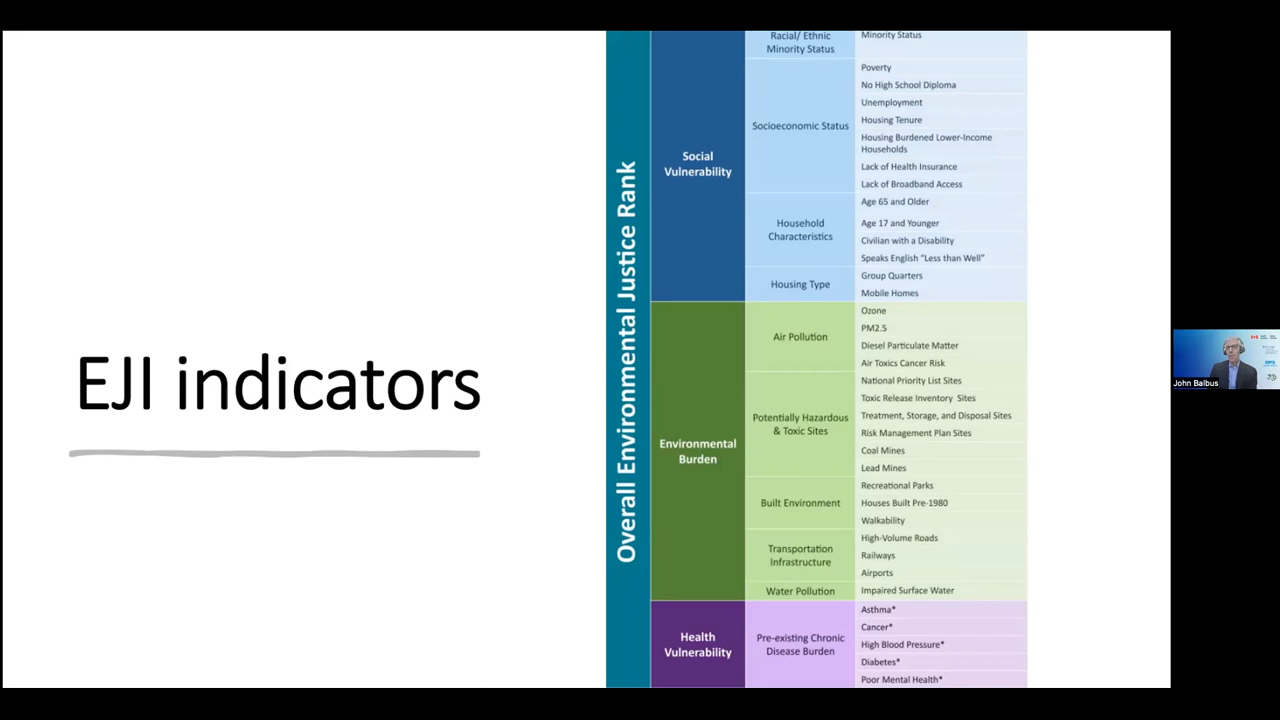 EJI indicators
Overall Environmental Justice Rank
Social
Vulnerability
Racial/ Ethnic
Minority Status
Minority Status
Socioeconomic Status
Poverty
No High School Diploma
Unemployment
Housing Tenure
Housing Burdened Lower-Income
Households
Lack of Health Insurance
Lack of Broadband Access
Household
Characteristics
Age 65 and Older
Age 17 and Younger
Civilian with a Disability
Speaks English "Less than Well"
Housing Type
Group Quarters
Mobile Homes
Environmental
Burden
Air Pollution
Ozone
PM2.5
Diesel Particulate Matter
Air Toxics Cancer Risk
Potentially Hazardous
& Toxic Sites
National Priority List Sites
Toxic Release Inventory Sites
Treatment, Storage, and Disposal Sites
Risk Management Plan Sites
Coal Mines
Lead Mines
Built Environment
Recreational Parks
Houses Built Pre-1980
Walkability
Transportation
Infrastructure
High-Volume Roads
Railways
Airports
Water Pollution
Impaired Surface Water
Health
Vulnerability
Pre-existing Chronic
Disease Burden
Asthma*
Cancer*
High Blood Pressure*
Diabetes*
Poor Mental Health*
John Balbus